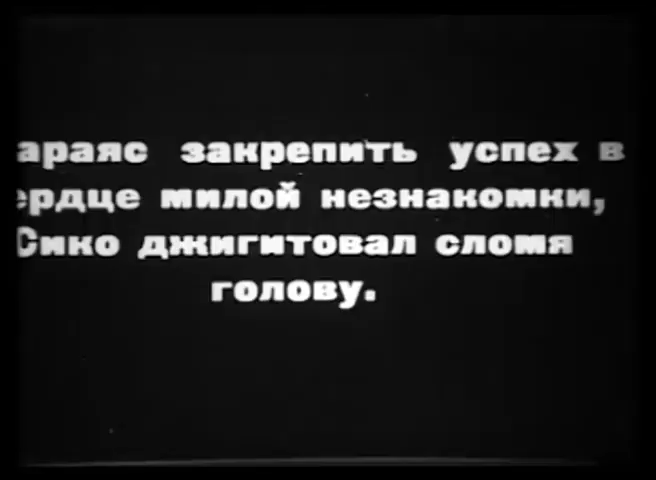 араяс закрепить успех в
ердце милой незнакомки,
Сико джигитовал сломя
голову.